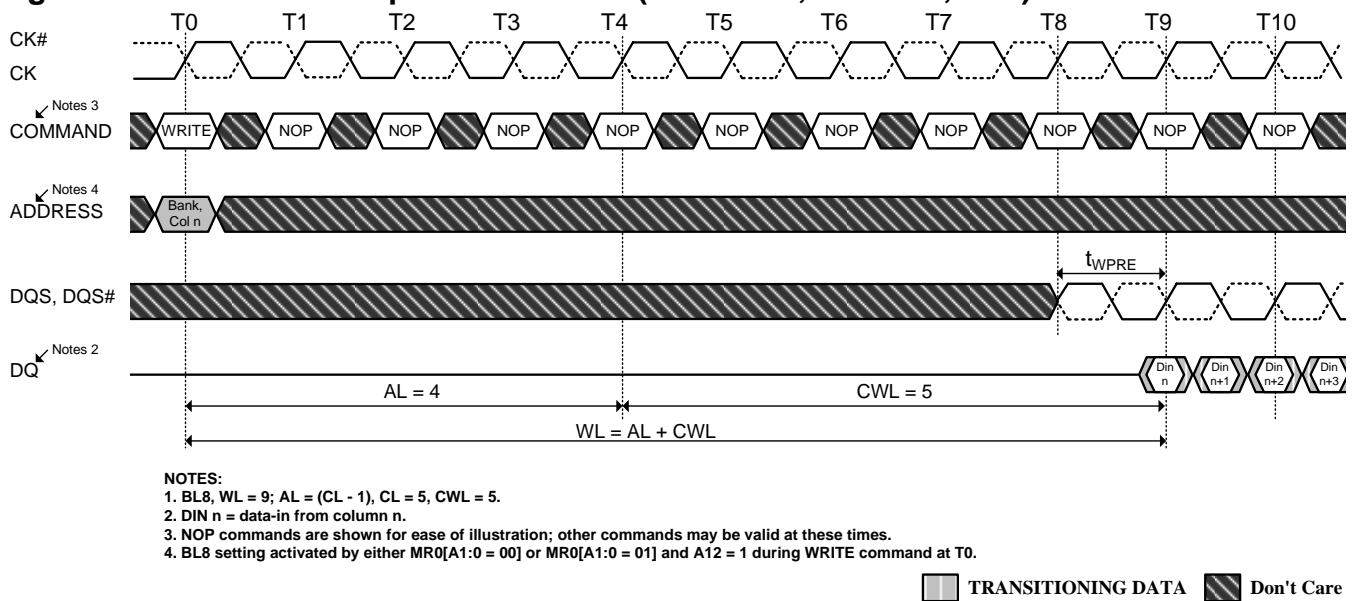 T0 T1 T2 T3 T4 T5 T6 T7 T8 T9 T10
CK#
CK
Notes 3
COMMAND
WRITE NOP NOP NOP NOP NOP NOP NOP NOP NOP NOP
Notes 4
ADDRESS
Bank,
Col n
tWPRE
DQS, DQS#
Notes 2
DQ
Din n
Din n+1
Din n+2
Din n+3
AL = 4
CWL = 5
WL = AL + CWL
NOTES:
1. BL8, WL = 9; AL = (CL - 1), CL = 5, CWL = 5.
2. DIN n = data-in from column n.
3. NOP commands are shown for ease of illustration; other commands may be valid at these times.
4. BL8 setting activated by either MR0[A1:0 = 00] or MR0[A1:0 = 01] and A12 = 1 during WRITE command at T0.
TRANSITIONING DATA
Don't Care